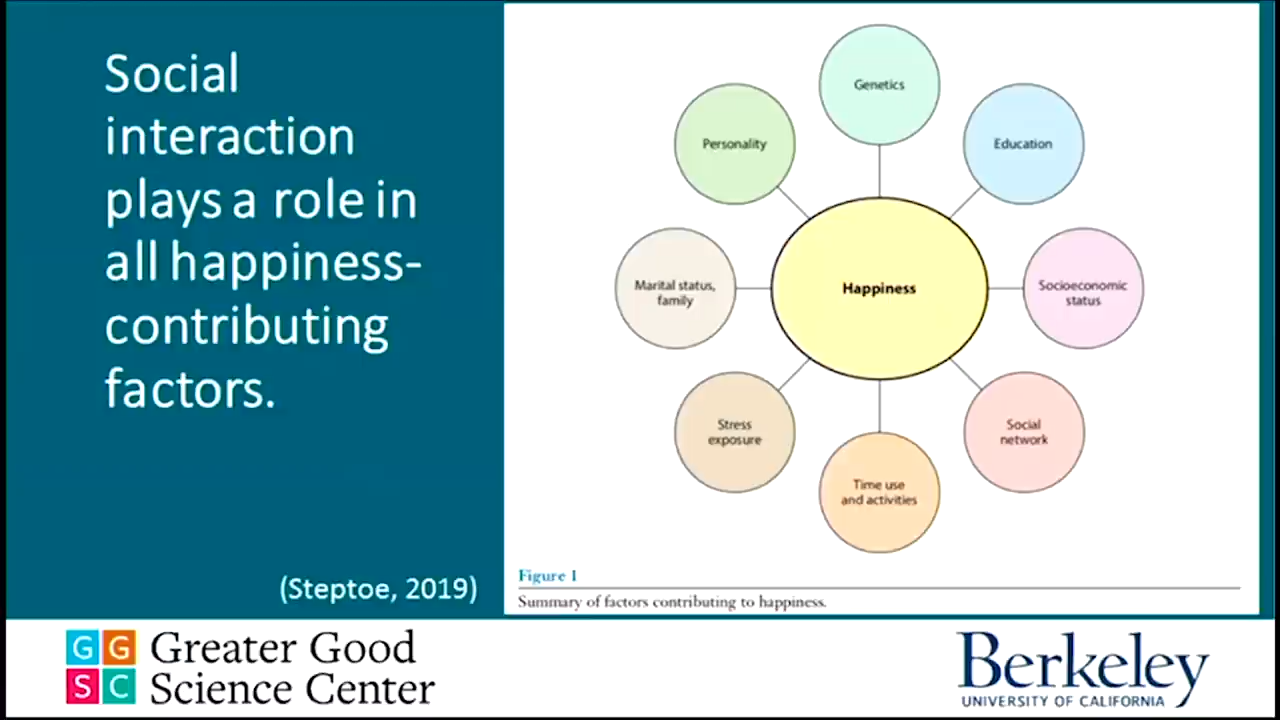 Social
interaction
plays a role in
all happiness-
contributing
factors.
(Steptoe, 2019)
Genetics
Personality
Education
Marital status,
family
Happiness
Socioeconomic
status
Stress
exposure
Social
network
Time use
and activities
Figure 1
Summary of factors contributing to happiness.
G G
S C
Greater Good
Science Center
Berkeley
UNIVERSITY OF CALIFORNIA